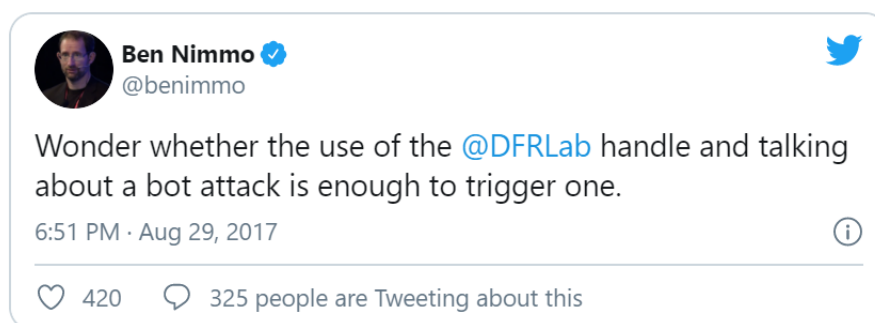 Ben Nimmo
@benimmo
Wonder whether the use of the @DFRLab handle and talking
about a bot attack is enough to trigger one.
6:51 PM · Aug 29, 2017
420 325 people are Tweeting about this